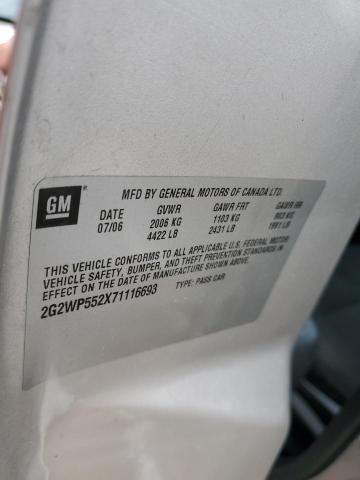 GM
MFD BY GENERAL MOTORS OF CANADA LTD.
DATE GVWR GAWR FRT GAWR RR
07/06 2006 KG 1103 KG 903 KG
4422 LB 2431 LB 1991 LB
THIS VEHICLE CONFORMS TO ALL APPLICABLE U.S. FEDERAL MOTOR
VEHICLE SAFETY, BUMPER, AND THEFT PREVENTION STANDARDS IN
EFFECT ON THE DATE OF MANUFACTURE SHOWN ABOVE.
2G2WP552X71116693 TYPE: PASS CAR